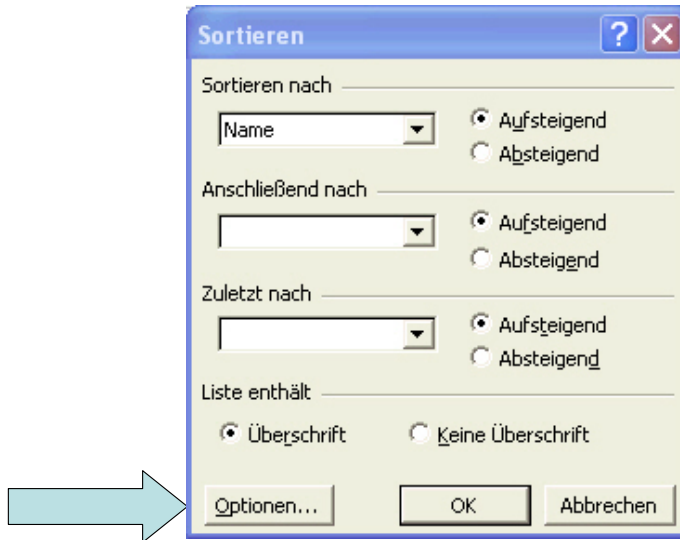 Sortieren
Sortieren nach
Name
Aufsteigend
Absteigend
Anschließend nach
Aufsteigend
Absteigend
Zuletzt nach
Aufsteigend
Absteigend
Liste enthält
Überschrift Keine Überschrift
Optionen... OK Abbrechen